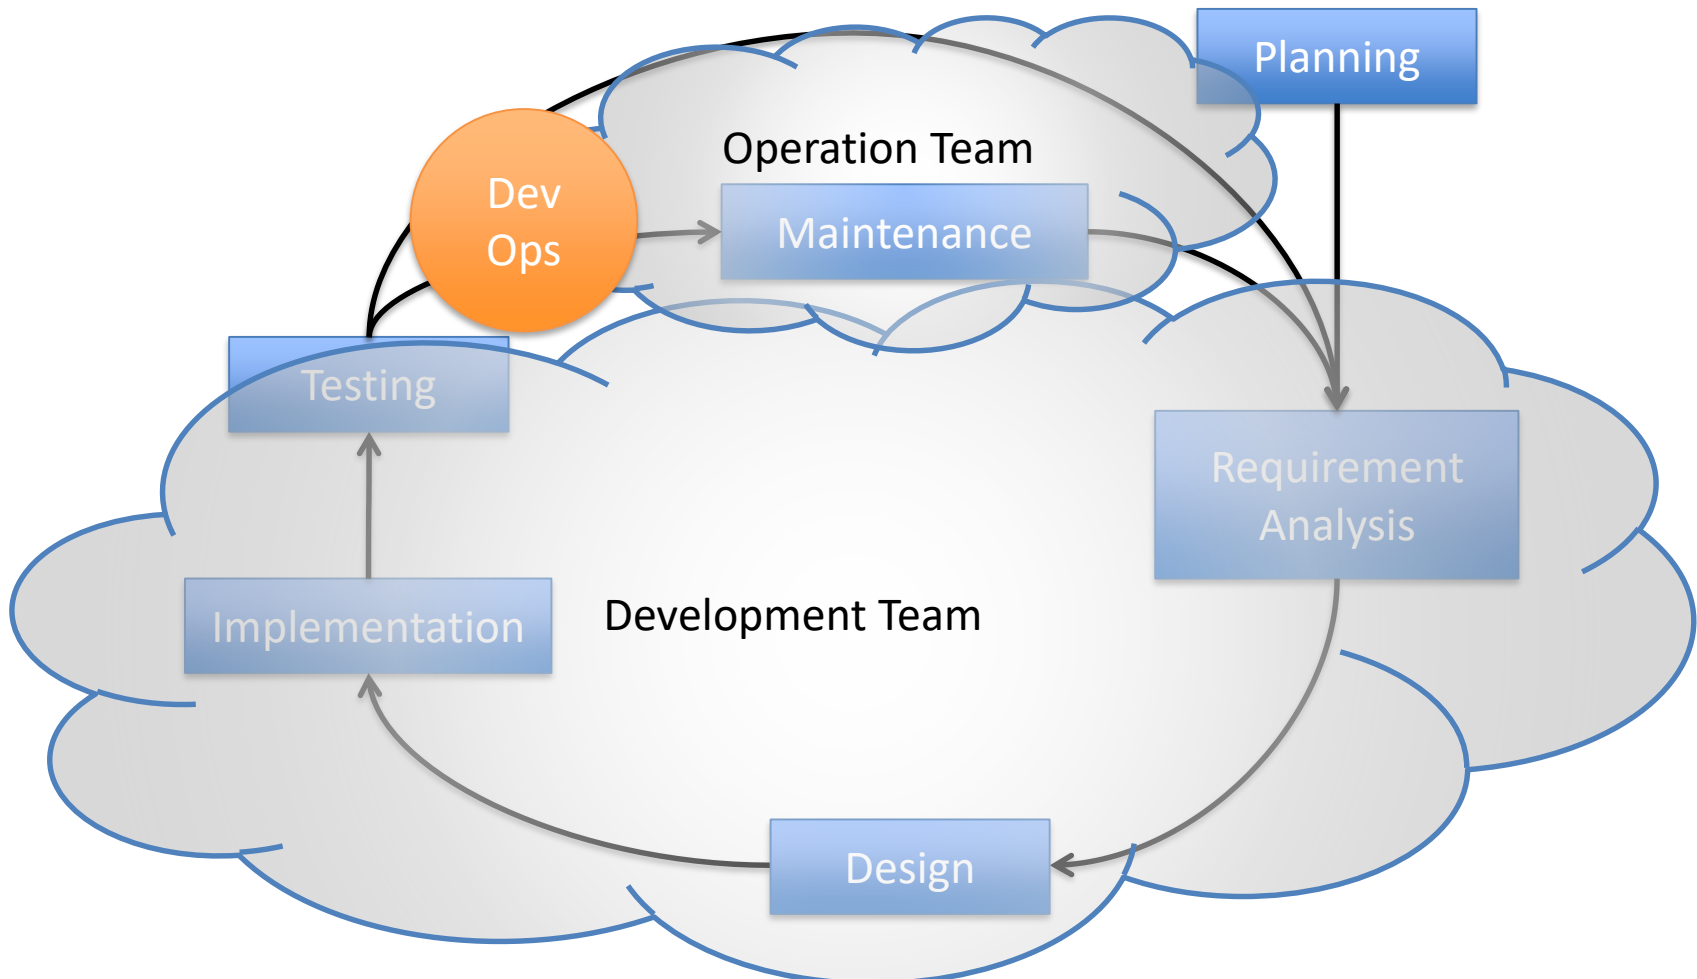 Planning
Operation Team
Dev
Ops
Maintenance
Testing
Requirement
Analysis
Implementation
Development Team
Design